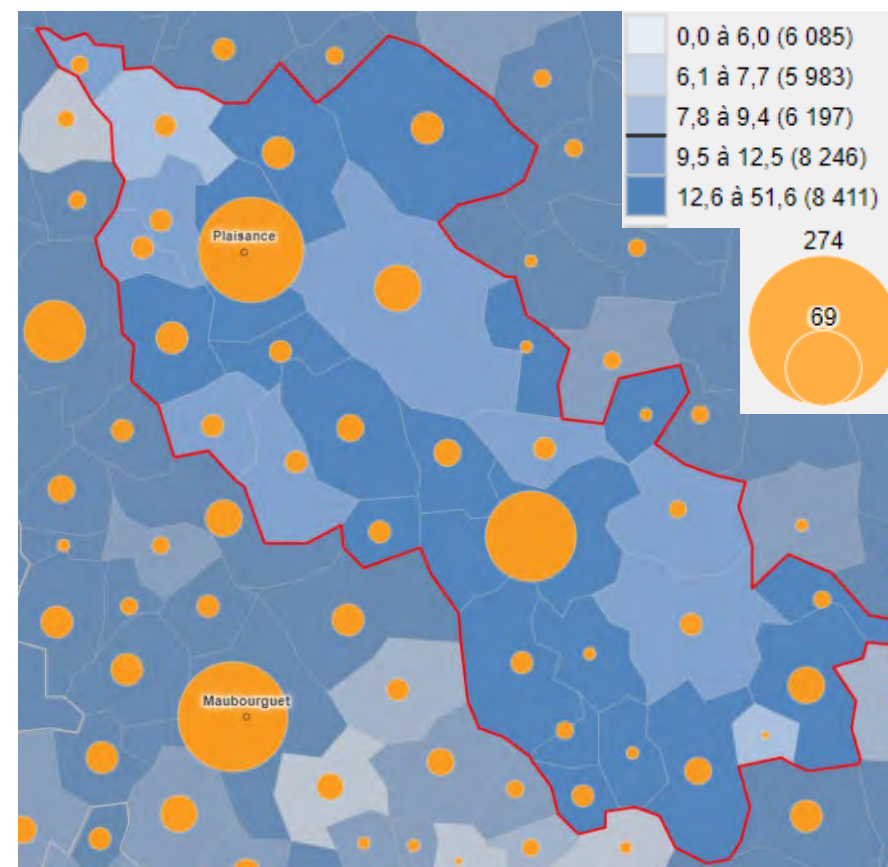 0,0 à 6,0 (6 085)
6,1 à 7,7 (5 983)
7,8 à 9,4 (6 197)
9,5 à 12,5 (8 246)
12,6 à 51,6 (8 411)
274
69
Plaisance
Maubourguet